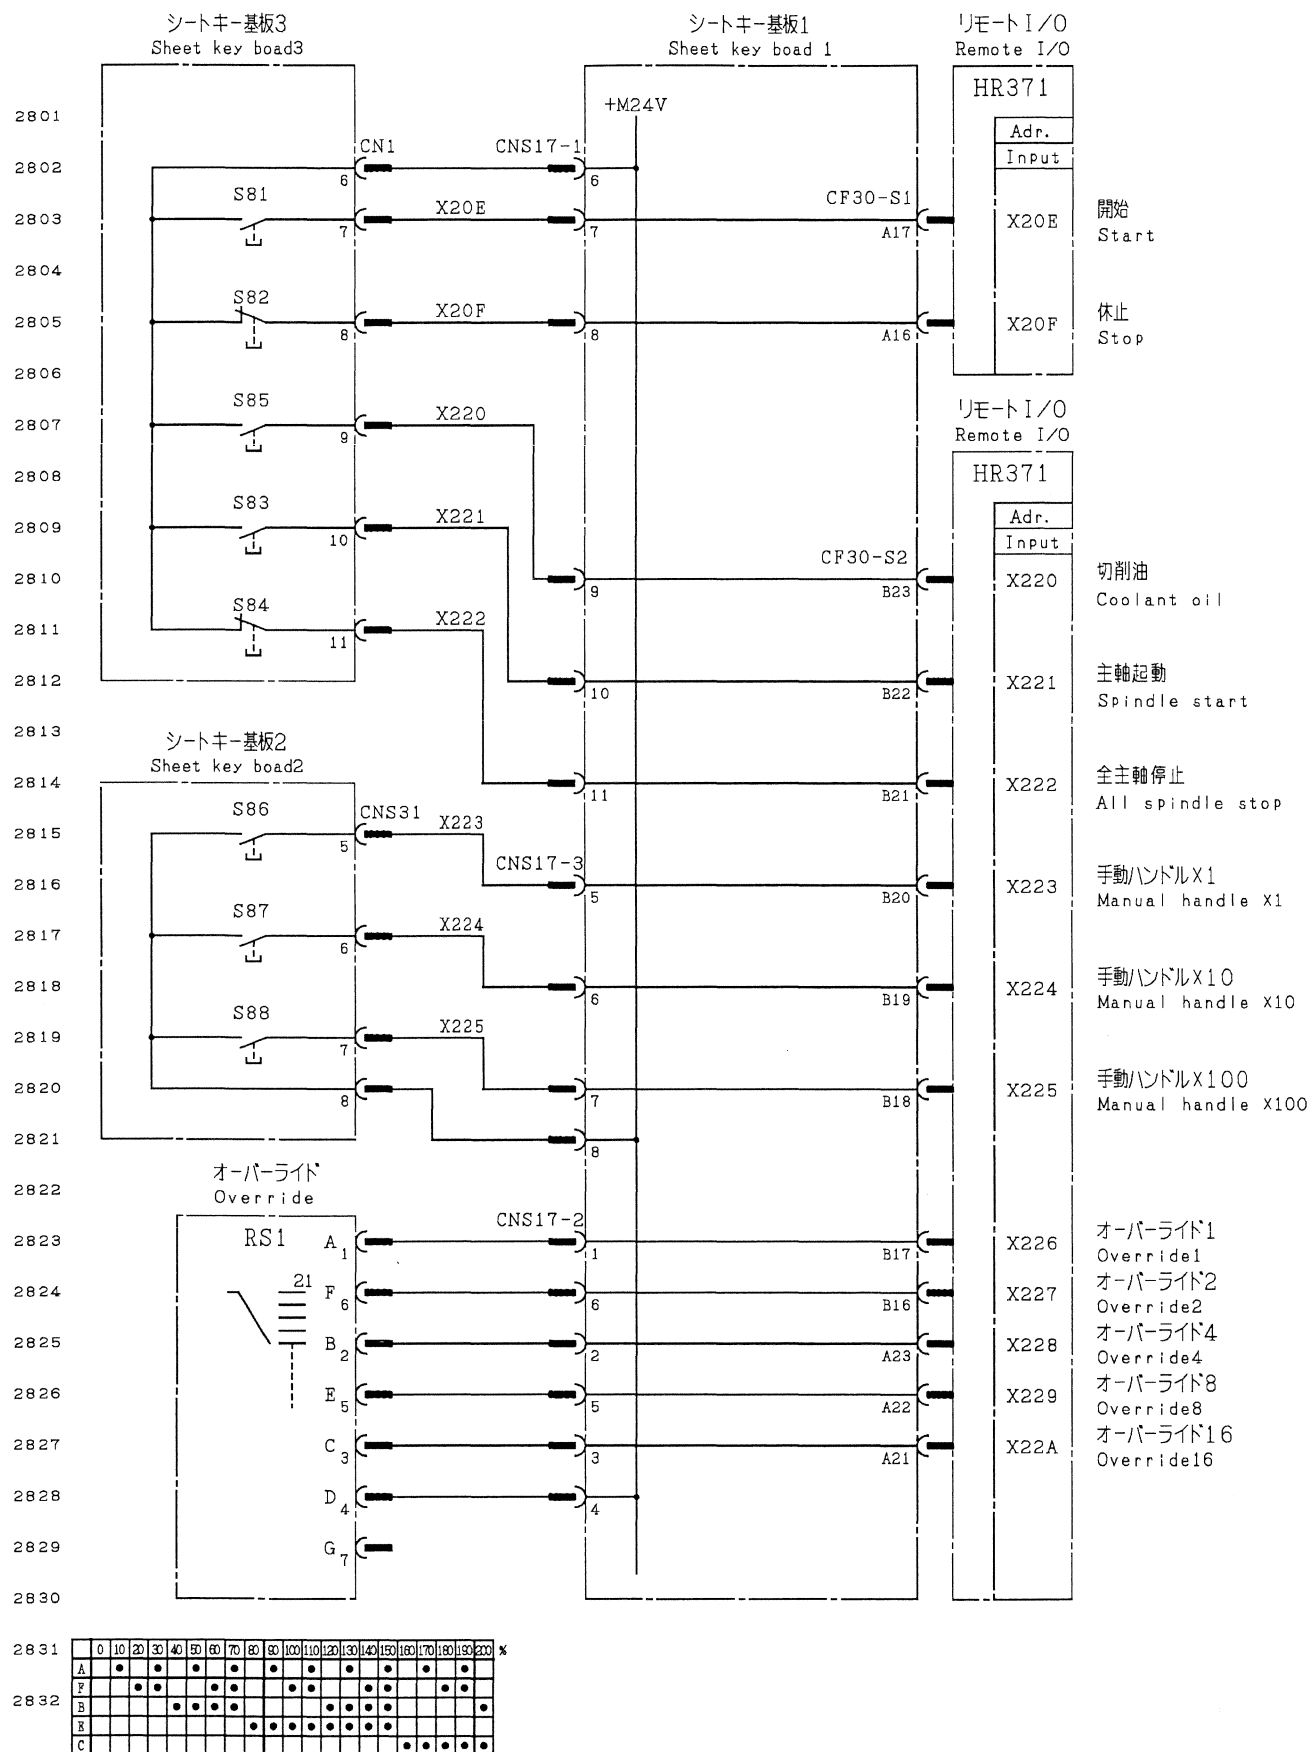 シートキー基板3
Sheet key boad3
シートキー基板1
Sheet key boad 1
リモートI/O
Remote I/O
HR371
2801
+M24V
Adr.
CN1
CNS17-1
Input
2802
6
6
S81
X20E
CF30-S1
2803
7
7
A17
X20E
開始
Start
2804
S82
X20F
2805
8
8
A16
X20F
休止
Stop
2806
S85
X220
リモートI/O
Remote I/O
2807
9
2808
HR371
S83
X221
Adr.
2809
10
Input
CF30-S2
2810
9
B23
X220
切削油
Coolant oil
S84
X222
2811
11
2812
10
B22
X221
主軸起動
Spindle start
2813
シートキー基板2
Sheet key boad2
2814
11
B21
X222
全主軸停止
All spindle stop
S86
CNS31
X223
2815
5
CNS17-3
2816
5
B20
X223
手動ハンドルX1
Manual handle X1
S87
X224
2817
6
2818
6
B19
X224
手動ハンドルX10
Manual handle X10
S88
X225
2819
7
2820
8
7
B18
X225
手動ハンドルX100
Manual handle X100
2821
8
2822
オーバーライド
Override
CNS17-2
2823
RS1
A
1
1
B17
X226
オーバーライド1
Override1
2824
21
F
6
6
B16
X227
オーバーライド2
Override2
2825
B
2
2
A23
X228
オーバーライド4
Override4
2826
E
5
5
A22
X229
オーバーライド8
Override8
2827
C
3
3
A21
X22A
オーバーライド16
Override16
2828
D
4
4
2829
G
7
2830
2831
0 10 20 30 40 50 60 70 80 90 100 110 120 130 140 150 160 170 180 190 200 %
A
F
2832
B
E
C